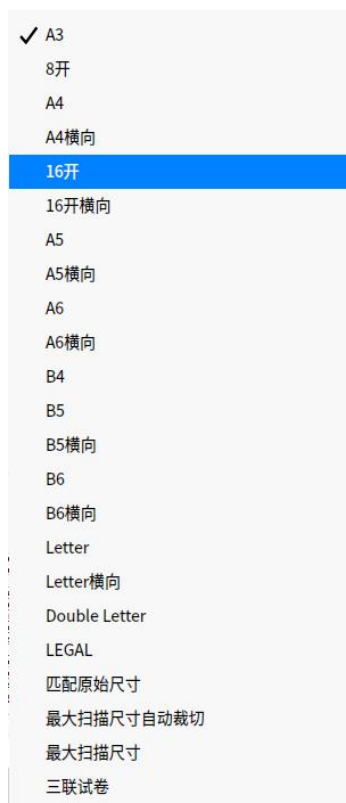 A3
8开
A4
A4横向
16开
16开横向
A5
A5横向
A6
A6横向
B4
B5
B5横向
B6
B6横向
Letter
Letter横向
Double Letter
LEGAL
匹配原始尺寸
最大扫描尺寸自动裁切
最大扫描尺寸
三联试卷